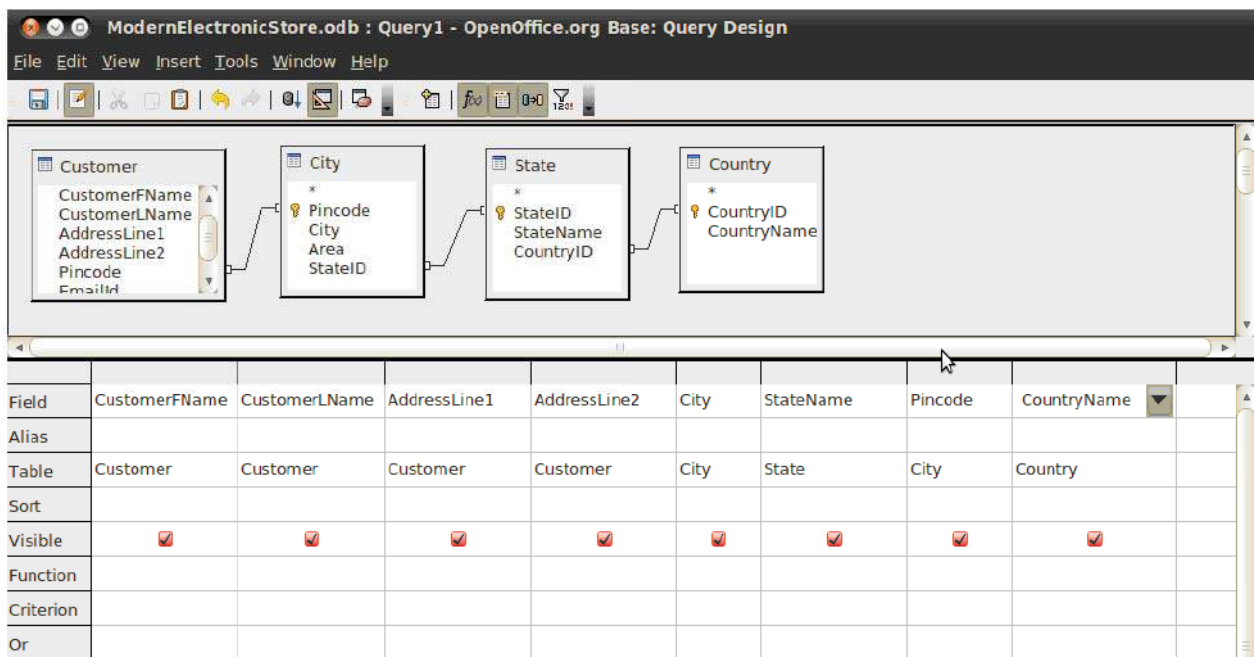 ModernElectronicStore.odb : Query1 - OpenOffice.org Base: Query Design
File Edit View Insert Tools Window Help
Customer
CustomerFName
CustomerLName
AddressLine1
AddressLine2
Pincode
EmailId
City
*
Pincode
City
Area
StateID
State
*
StateID
StateName
CountryID
Country
*
CountryID
CountryName
Field CustomerFName CustomerLName AddressLine1 AddressLine2 City StateName Pincode CountryName
Alias
Table Customer Customer Customer Customer City State City Country
Sort
Visible
Function
Criterion
Or